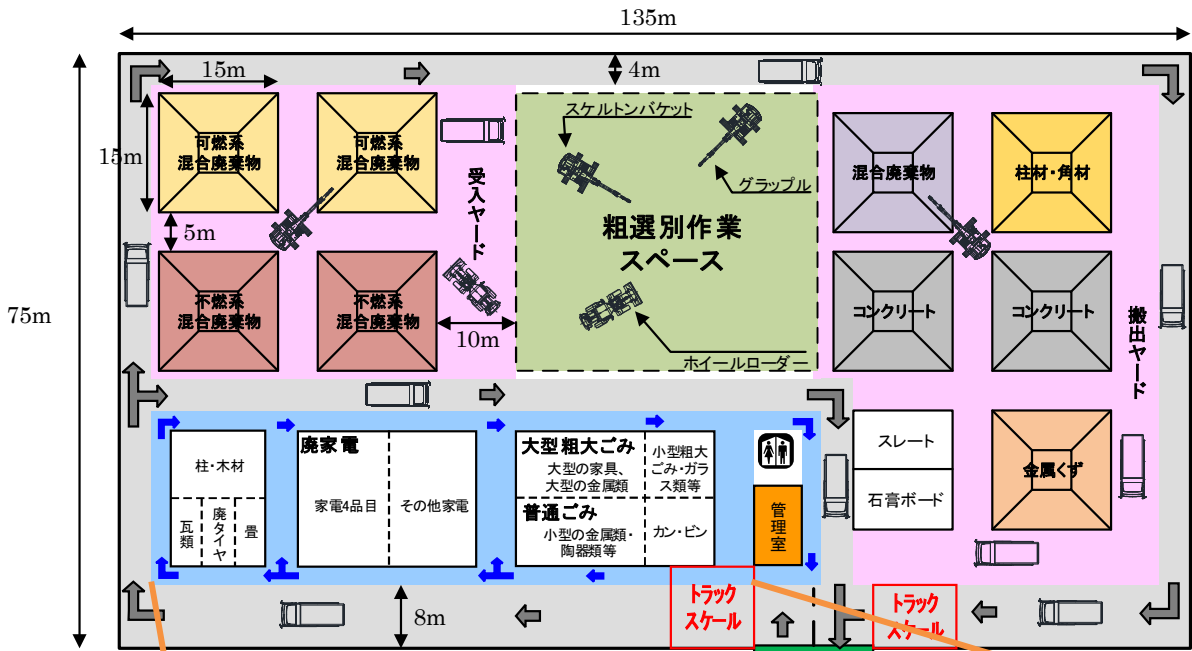 135m
15m
4m
スケルトンバケット
可燃系
混合廃棄物
可燃系
混合廃棄物
15m
受入ヤード
グラップル
混合廃棄物
柱材・角材
粗選別作業
スペース
5m
75m
不燃系
混合廃棄物
不燃系
混合廃棄物
コンクリート
コンクリート
搬出ヤード
10m
ホイールローダー
柱・木材
瓦類
廃タイヤ
畳
廃家電
家電4品目
その他家電
大型粗大ごみ
大型の家具、
大型の金属類
小型粗大
ごみ・ガラ
ス類等
普通ごみ
小型の金属類・
陶器類等
カン・ビン
管理室
スレート
石膏ボード
金属くず
8m
トラック
スケール
トラック
スケール